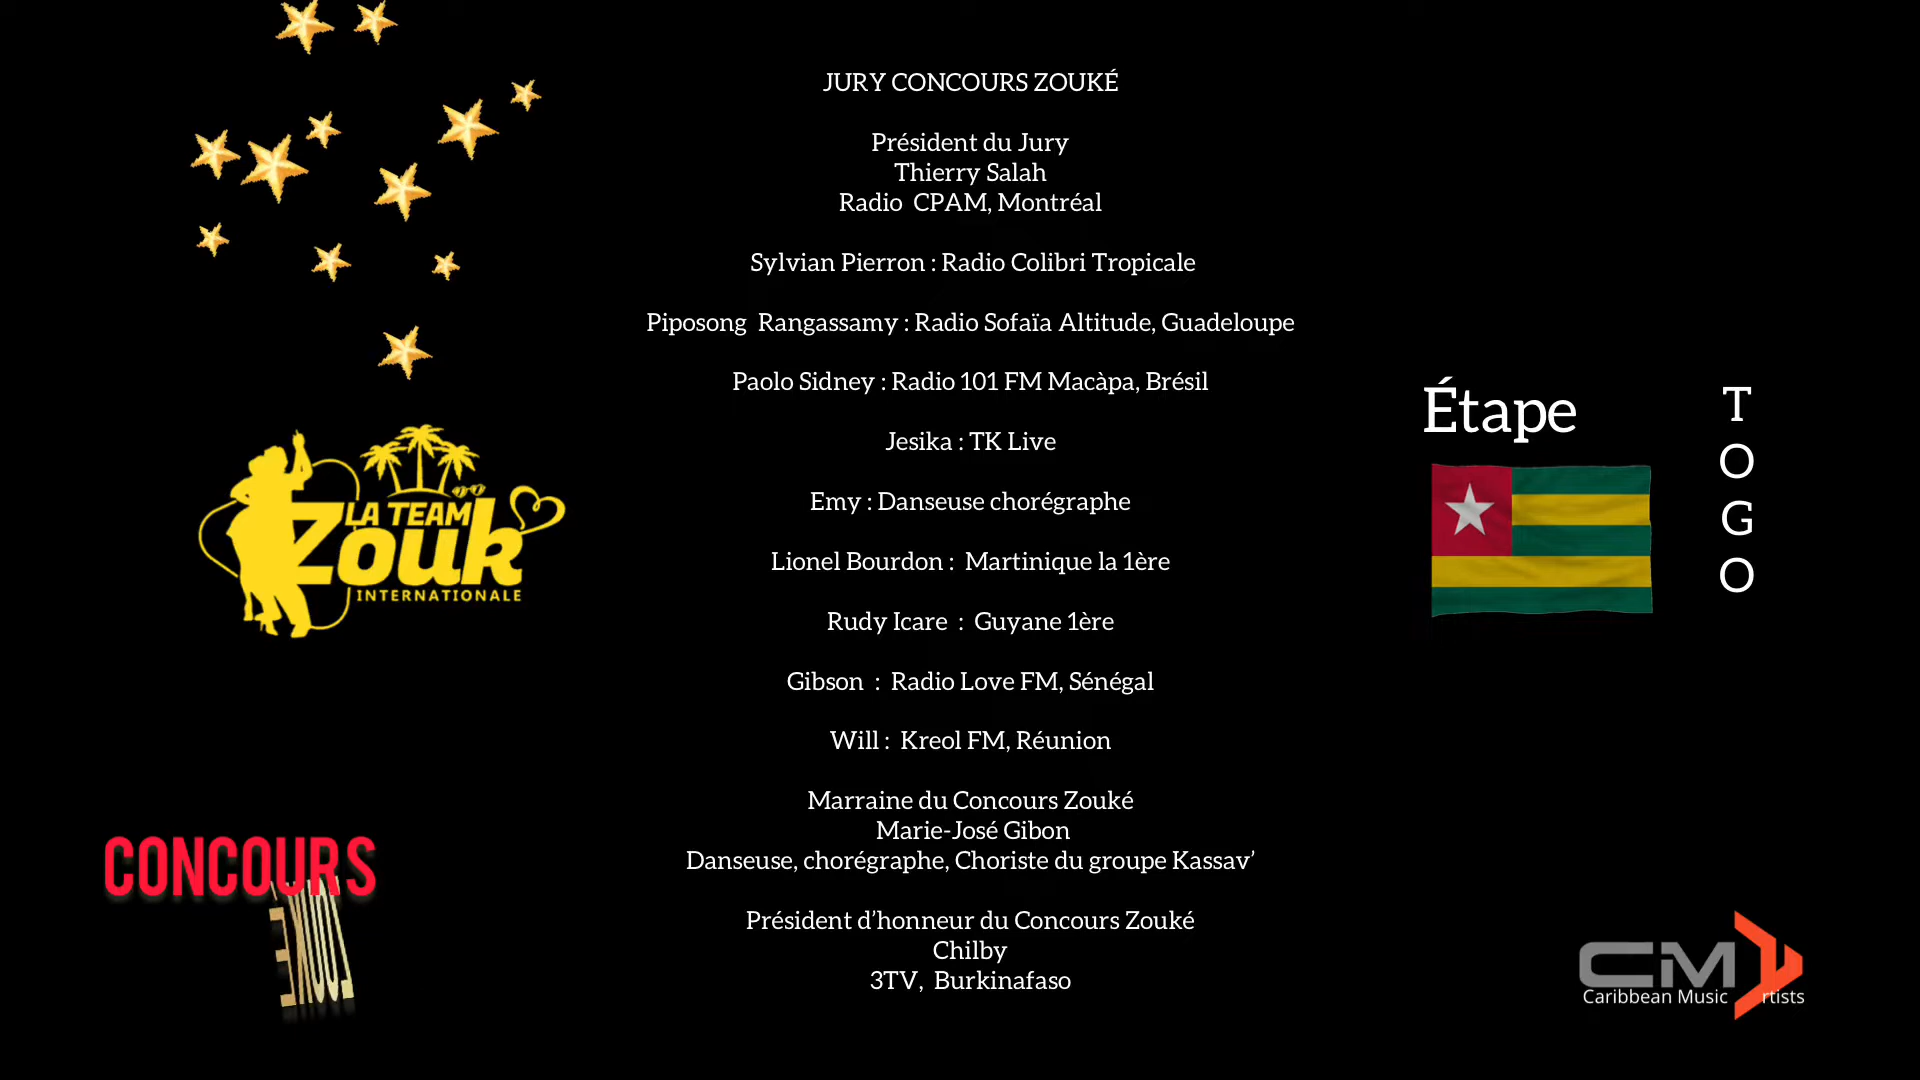 JURY CONCOURS ZOUKÉ
Président du Jury
Thierry Salah
Radio CPAM, Montréal
Sylvian Pierron : Radio Colibri Tropicale
Piposong Rangassamy : Radio Sofaïa Altitude, Guadeloupe
Paolo Sidney : Radio 101 FM Macàpa, Brésil
Jesika : TK Live
Emy : Danseuse chorégraphe
Lionel Bourdon : Martinique la 1ère
Rudy Icare : Guyane 1ère
Gibson : Radio Love FM, Sénégal
Will : Kreol FM, Réunion
Marraine du Concours Zouké
Marie-José Gibon
Danseuse, chorégraphe, Choriste du groupe Kassav’
Président d’honneur du Concours Zouké
Chilby
3TV, Burkinafaso
LA TEAM
Zouk
INTERNATIONALE
CONCOURS
ZOUKÉ
Étape
TOGO
CM
Caribbean Music rtists